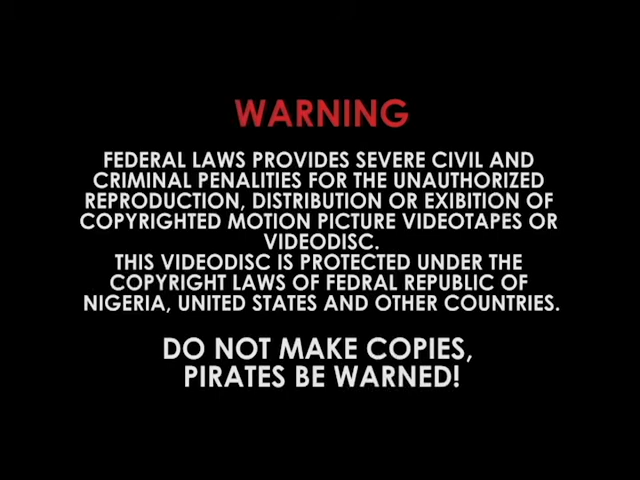 WARNING
FEDERAL LAWS PROVIDES SEVERE CIVIL AND
CRIMINAL PENALITIES FOR THE UNAUTHORIZED
REPRODUCTION, DISTRIBUTION OR EXIBITION OF
COPYRIGHTED MOTION PICTURE VIDEOTAPES OR
VIDEODISC.
THIS VIDEODISC IS PROTECTED UNDER THE
COPYRIGHT LAWS OF FEDRAL REPUBLIC OF
NIGERIA, UNITED STATES AND OTHER COUNTRIES.
DO NOT MAKE COPIES,
PIRATES BE WARNED!